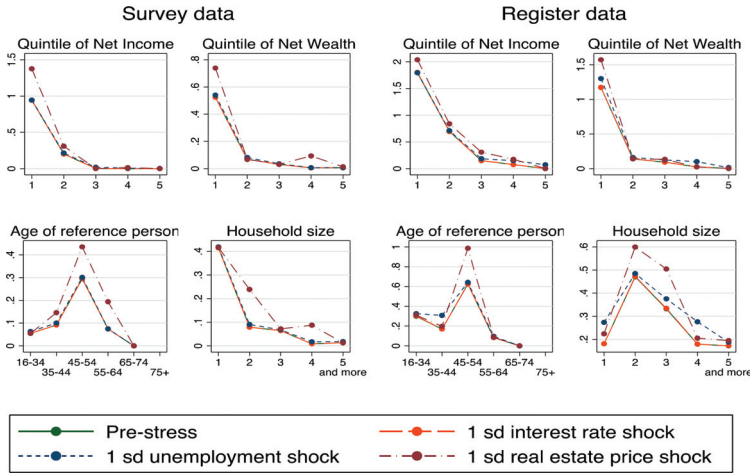 Survey data
Register data
Quintile of Net Income
Quintile of Net Wealth
Quintile of Net Income
Quintile of Net Wealth
0 .5 1 1.5
1 2 3 4 5
0 .2 .4 .6 .8
1 2 3 4 5
0 .5 1 1.5 2
1 2 3 4 5
0 .5 1 1.5
1 2 3 4 5
Age of reference person
Household size
Age of reference person
Household size
0 .1 .2 .3 .4
16-34 45-54 65-74
35-44 55-64 75+
0 .1 .2 .3 .4
1 2 3 4 5
and more
0 .2 .4 .6 .8 1
16-34 45-54 65-74
35-44 55-64 75+
.2 .3 .4 .5 .6
1 2 3 4 5
and more
Pre-stress
1 sd interest rate shock
1 sd unemployment shock
1 sd real estate price shock